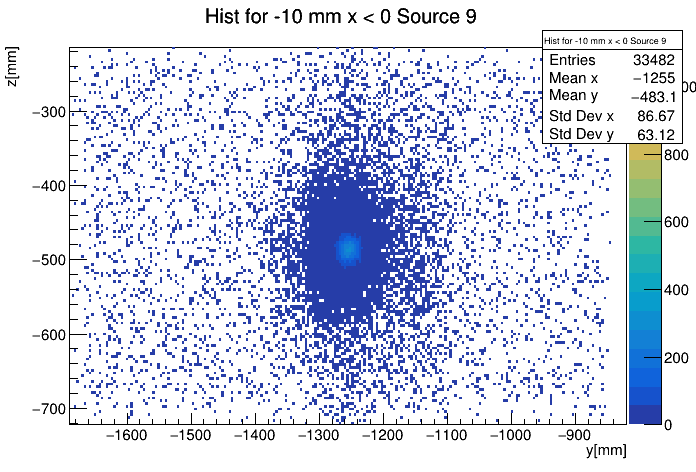 Hist for -10 mm x < 0 Source 9
Hist for -10 mm x < 0 Source 9
Entries 33482
Mean x −1255
Mean y −483.1
Std Dev x 86.67
Std Dev y 63.12
z[mm]
−300
−400
−500
−600
−700
−1600 −1500 −1400 −1300 −1200 −1100 −1000 −900
y[mm]
800
600
400
200
0